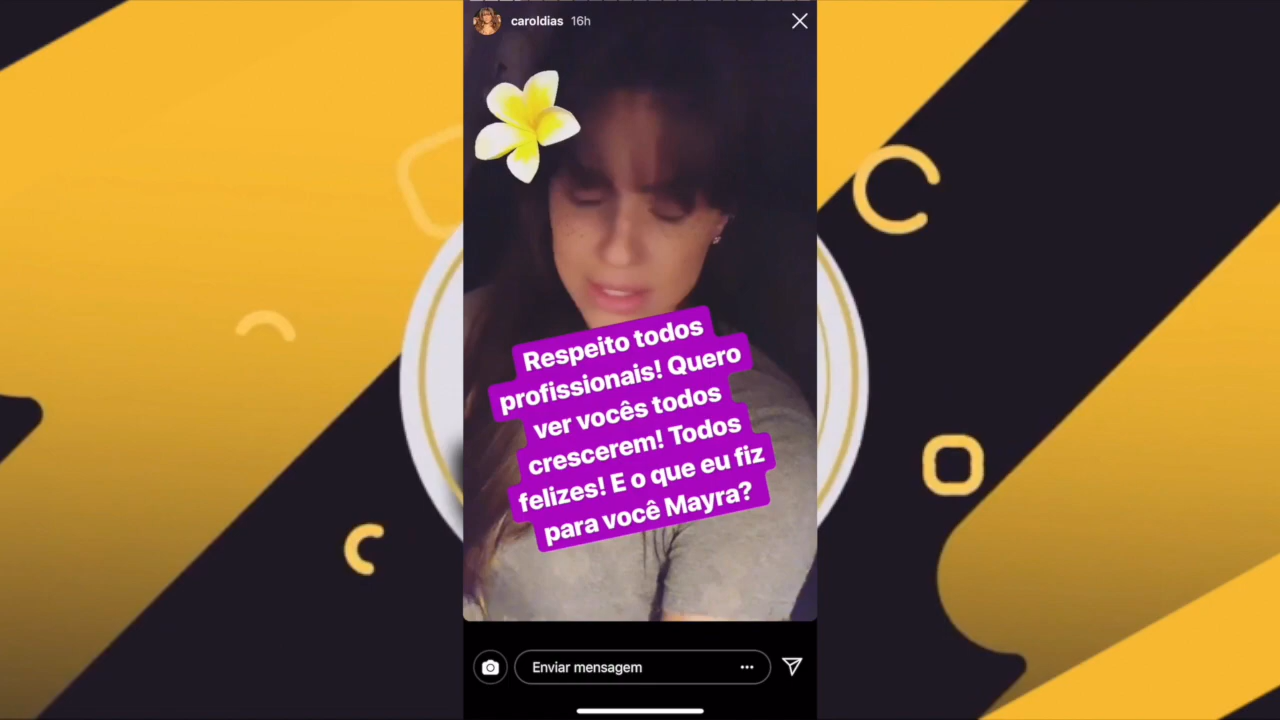 caroldias 16h
Respeito todos
profissionais! Quero
ver vocês todos
crescerem! Todos
felizes! E o que eu fiz
para você Mayra?
Enviar mensagem